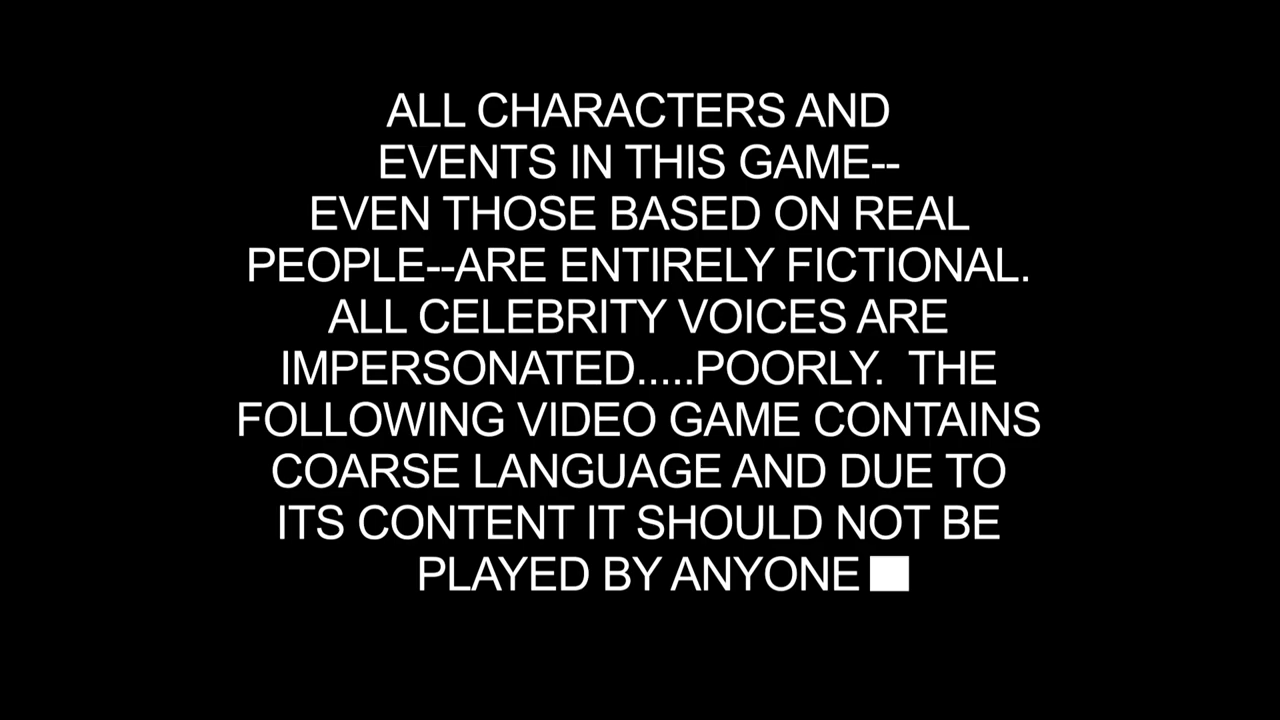 ALL CHARACTERS AND
EVENTS IN THIS GAME--
EVEN THOSE BASED ON REAL
PEOPLE--ARE ENTIRELY FICTIONAL.
ALL CELEBRITY VOICES ARE
IMPERSONATED.....POORLY.  THE
FOLLOWING VIDEO GAME CONTAINS
COARSE LANGUAGE AND DUE TO
ITS CONTENT IT SHOULD NOT BE
PLAYED BY ANYONE